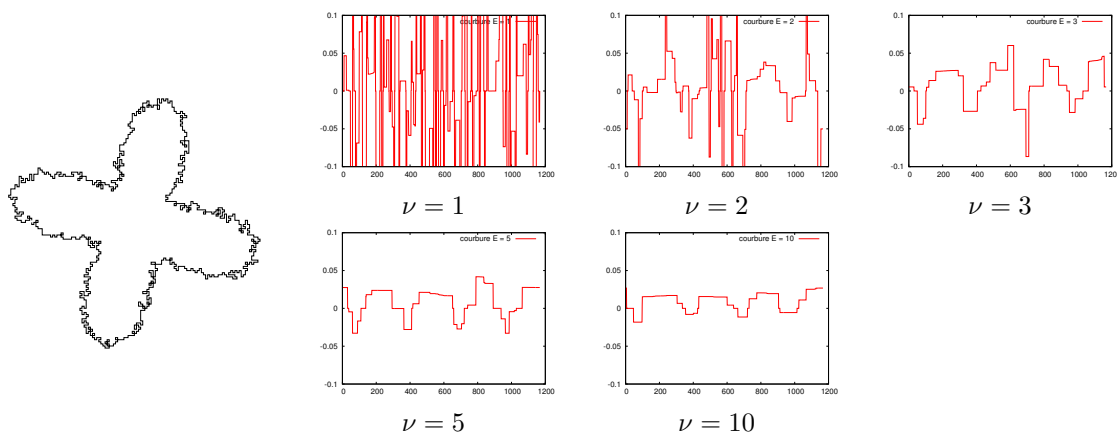 0.1
courbure E = 1
0.05
0
-0.05
-0.1
0 200 400 600 800 1000 1200
ν = 1
0.1
courbure E = 2
0.05
0
-0.05
-0.1
0 200 400 600 800 1000 1200
ν = 2
0.1
courbure E = 3
0.05
0
-0.05
-0.1
0 200 400 600 800 1000 120
ν = 3
0.1
courbure E = 5
0.05
0
-0.05
-0.1
0 200 400 600 800 1000 1200
ν = 5
0.1
courbure E = 10
0.05
0
-0.05
-0.1
0 200 400 600 800 1000 1200
ν = 10